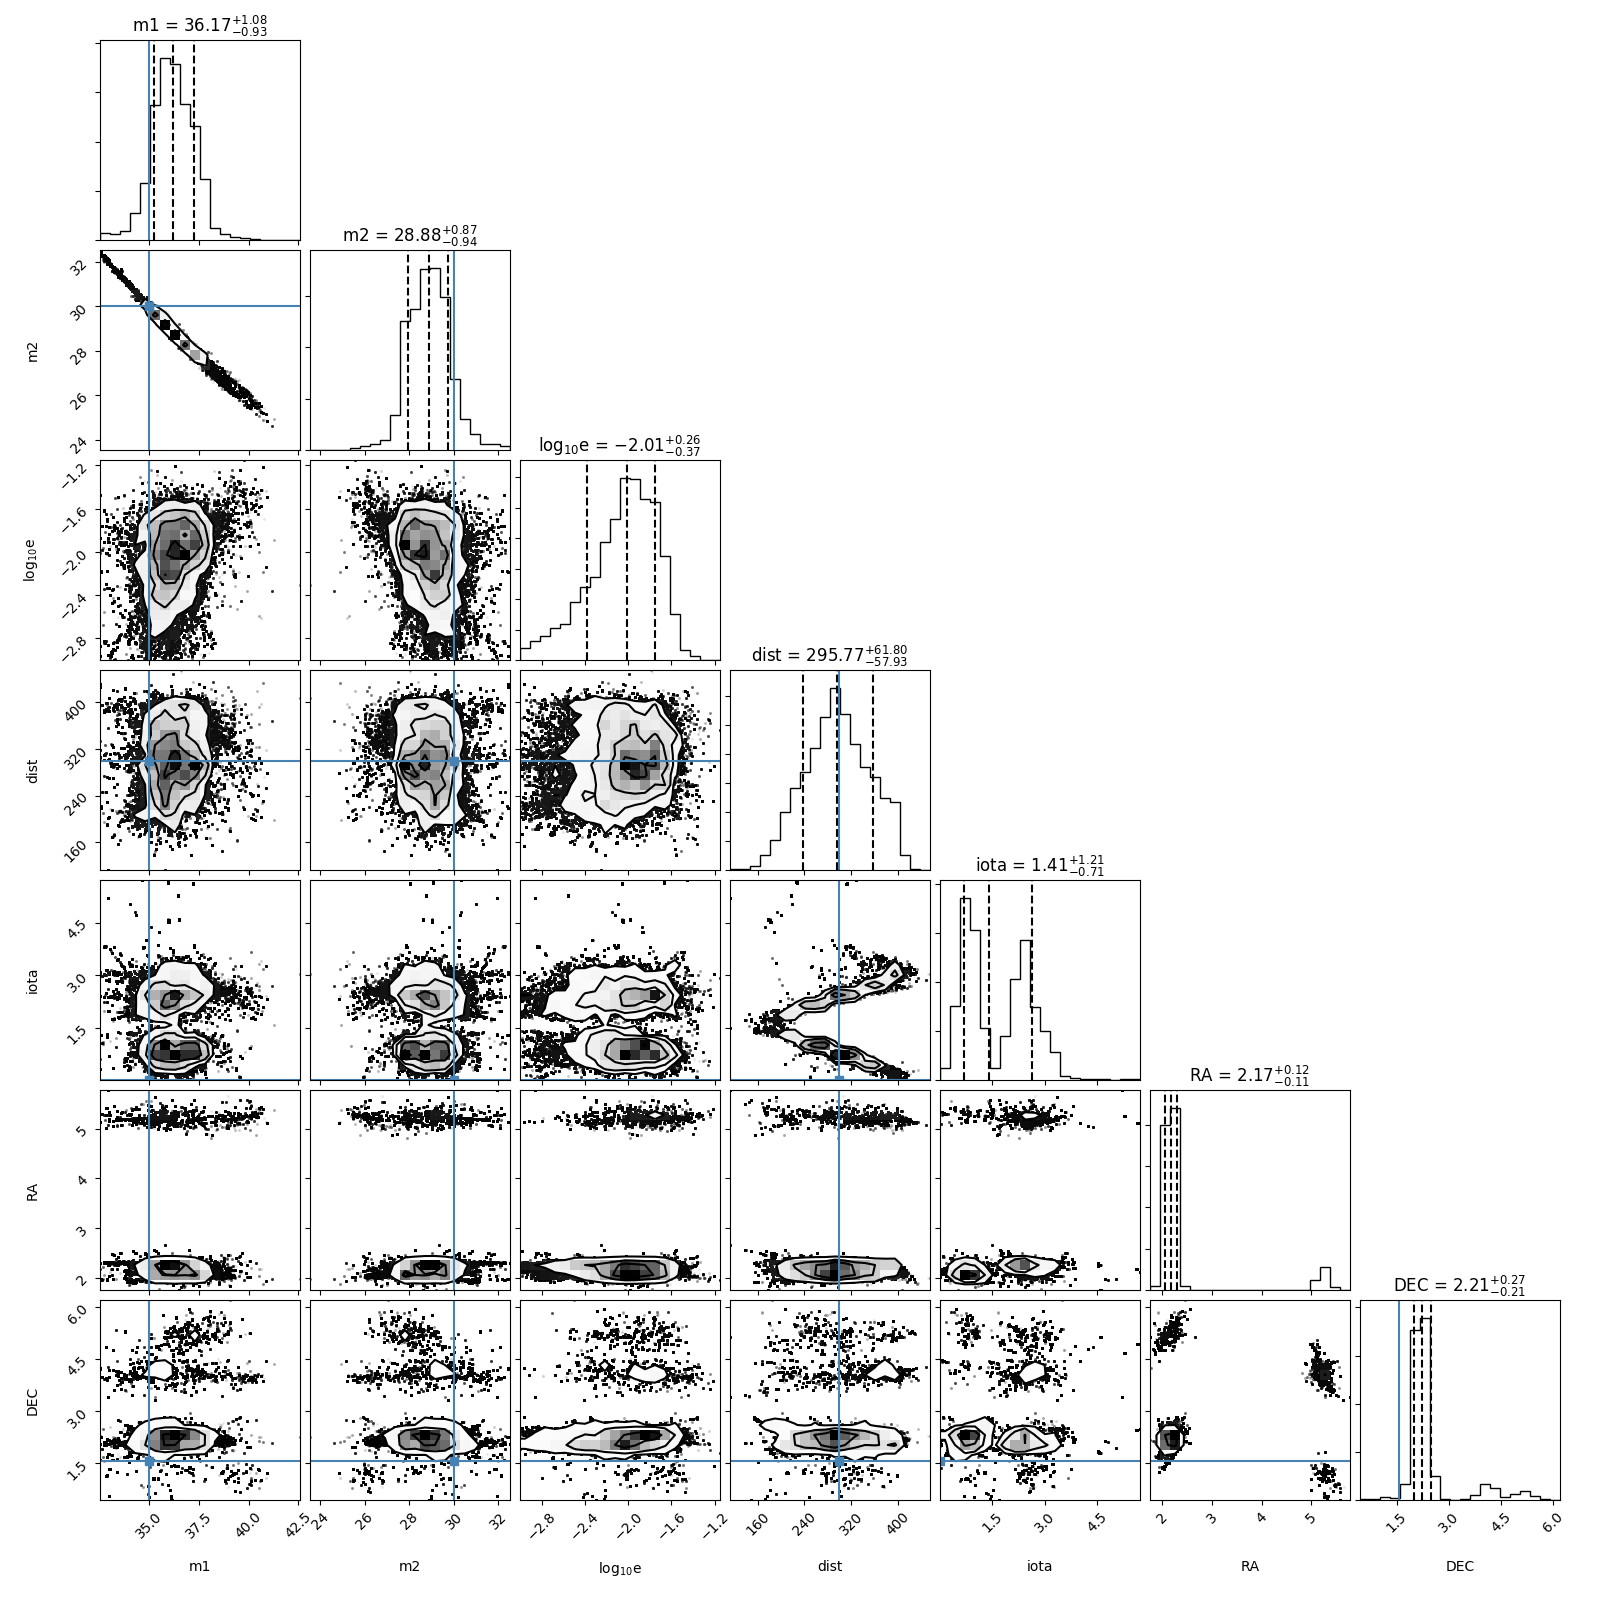 m1 = 36.17+1.08−0.93
32
30
28
26
24
m2
m2 = 28.88+0.87−0.94
−1.2
−1.6
−2.0
−2.4
−2.8
log10e
log10e = −2.01+0.26−0.37
400
320
240
160
dist
dist = 295.77+61.80−57.93
4.5
3.0
1.5
iota
iota = 1.41+1.21−0.71
5
4
3
2
RA
RA = 2.17+0.12−0.11
6.0
4.5
3.0
1.5
DEC
DEC = 2.21+0.27−0.21
35.0 37.5 40.0 42.5 24 26 28 30 32 −2.8 −2.4 −2.0 −1.6 −1.2 160 240 320 400 1.5 3.0 4.5 2 3 4 5 1.5 3.0 4.5 6.0
m1 m2 log10e dist iota RA DEC